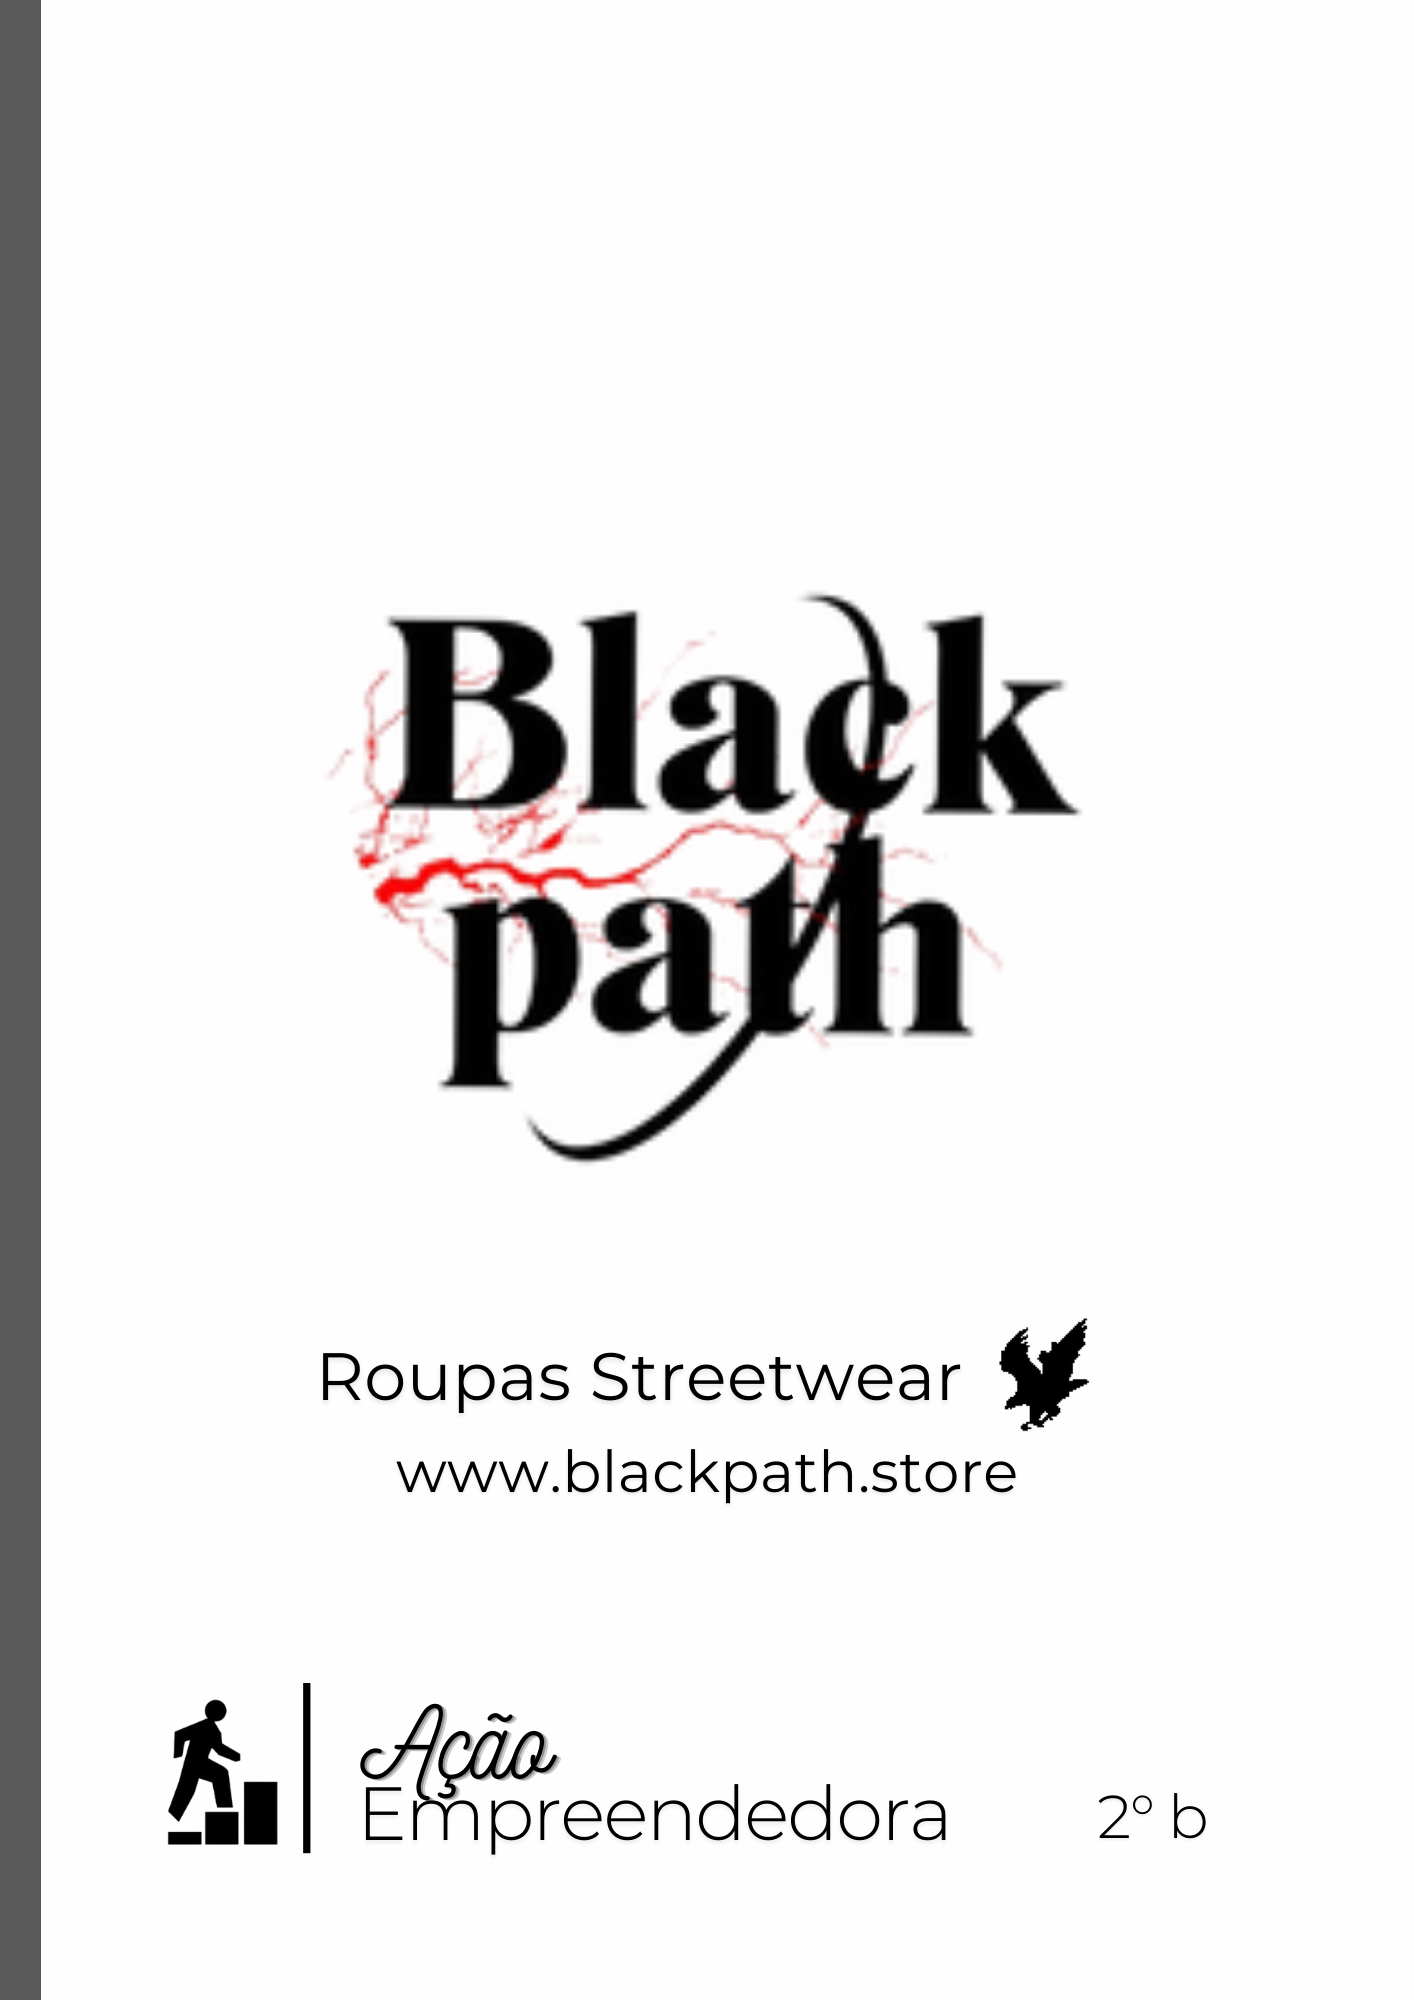 Black
path
Roupas Streetwear
www.blackpath.store
Ação
Empreendedora
2º b